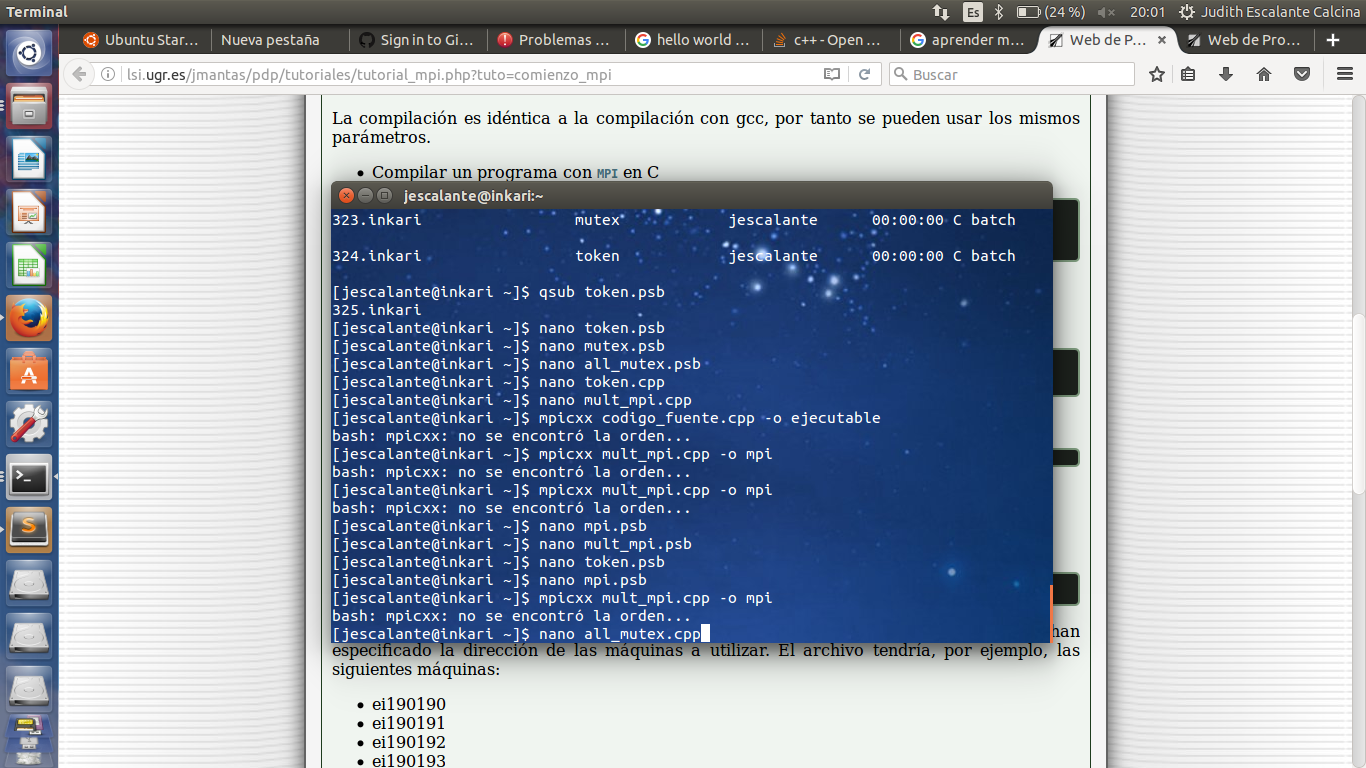 Terminal
Es
(24 %)
20:01
Judith Escalante Calcina
Ubuntu Star…
Nueva pestaña
Sign in to Gi…
Problemas …
hello world …
c++ - Open …
aprender m…
Web de P…
Web de Pro…
lsi.ugr.es/jmantas/pdp/tutoriales/tutorial_mpi.php?tuto=comienzo_mpi
Buscar
La compilación es idéntica a la compilación con gcc, por tanto se pueden usar los mismos
parámetros.
• Compilar un programa con MPI en C
jescalante@inkari:~
323.inkari mutex jescalante 00:00:00 C batch
324.inkari token jescalante 00:00:00 C batch
[jescalante@inkari ~]$ qsub token.psb
325.inkari
[jescalante@inkari ~]$ nano token.psb
[jescalante@inkari ~]$ nano mutex.psb
[jescalante@inkari ~]$ nano all_mutex.psb
[jescalante@inkari ~]$ nano token.cpp
[jescalante@inkari ~]$ nano mult_mpi.cpp
[jescalante@inkari ~]$ mpicxx codigo_fuente.cpp -o ejecutable
bash: mpicxx: no se encontró la orden...
[jescalante@inkari ~]$ mpicxx mult_mpi.cpp -o mpi
bash: mpicxx: no se encontró la orden...
[jescalante@inkari ~]$ mpicxx mult_mpi.cpp -o mpi
bash: mpicxx: no se encontró la orden...
[jescalante@inkari ~]$ nano mpi.psb
[jescalante@inkari ~]$ nano mult_mpi.psb
[jescalante@inkari ~]$ nano token.psb
[jescalante@inkari ~]$ nano mpi.psb
[jescalante@inkari ~]$ mpicxx mult_mpi.cpp -o mpi
bash: mpicxx: no se encontró la orden...
[jescalante@inkari ~]$ nano all_mutex.cpp
han
especificado la dirección de las máquinas a utilizar. El archivo tendría, por ejemplo, las
siguientes máquinas:
• ei190190
• ei190191
• ei190192
• ei190193